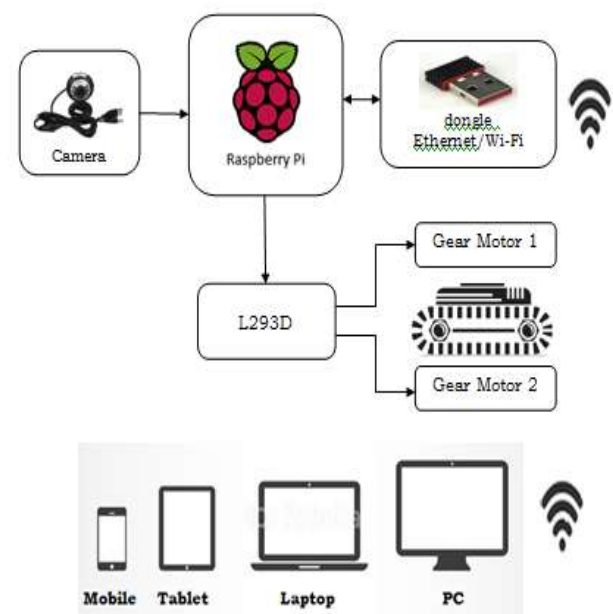 Camera
Raspberry Pi
dongle
Ethernet/Wi-Fi
Gear Motor 1
L293D
Gear Motor 2
Mobile
Tablet
Laptop
PC